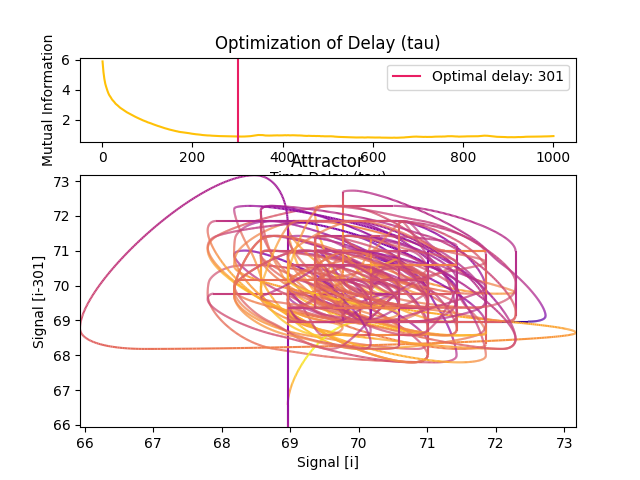 Optimization of Delay (tau)
Mutual Information
6
4
2
Optimal delay: 301
0 200 400 600 800 1000
Time Delay (tau)
Attractor
Signal [i-301]
73
72
71
70
69
68
67
66
66 67 68 69 70 71 72 73
Signal [i]